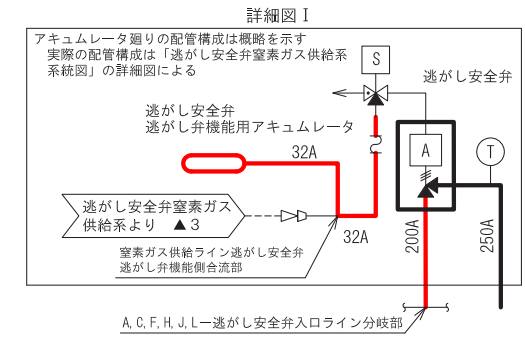 詳細図Ⅰ
アキュムレータ廻りの配管構成は概略を示す
実際の配管構成は「逃がし安全弁窒素ガス供給系
系統図」の詳細図による
S
逃がし安全弁
逃がし安全弁
逃がし弁機能用アキュムレータ
32A
A
T
逃がし安全弁窒素ガス
供給系より ▲3
32A
200A
250A
窒素ガス供給ライン逃がし安全弁
逃がし弁機能側合流部
A, C, F, H, J, L－逃がし安全弁入口ライン分岐部